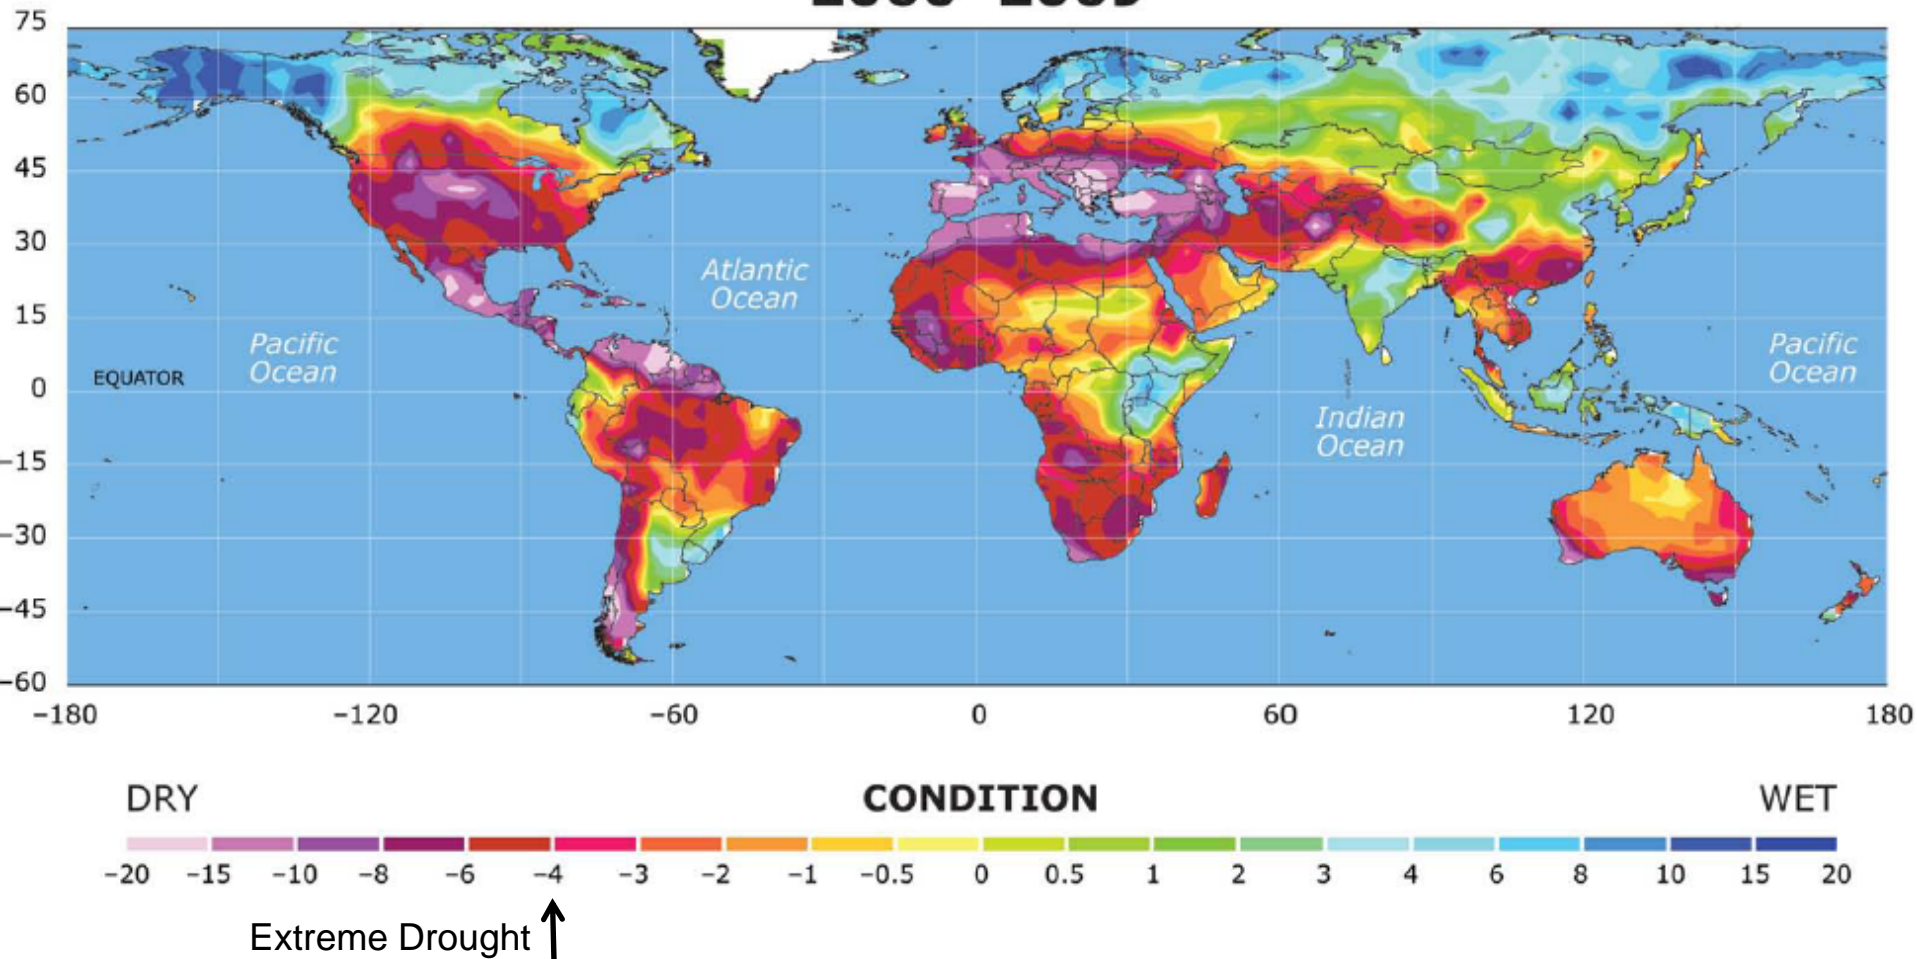 75
60
45
30
15
0
−15
−30
−45
−60
EQUATOR
Pacific
Ocean
Atlantic
Ocean
Indian
Ocean
Pacific
Ocean
−180 −120 −60 0 60 120 180
DRY CONDITION WET
−20 −15 −10 −8 −6 −4 −3 −2 −1 −0.5 0 0.5 1 2 3 4 6 8 10 15 20
Extreme Drought